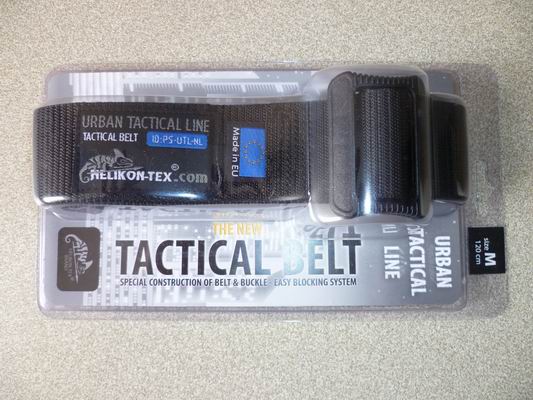 URBAN TACTICAL LINE
TACTICAL BELT ID:PS-UTL-NL
HELIKON-TEX®.com
Made in EU
THE NEW
TACTICAL BELT
SPECIAL CONSTRUCTION OF BELT & BUCKLE - EASY BLOCKING SYSTEM
URBAN
TACTICAL
LINE
size M
120 cm